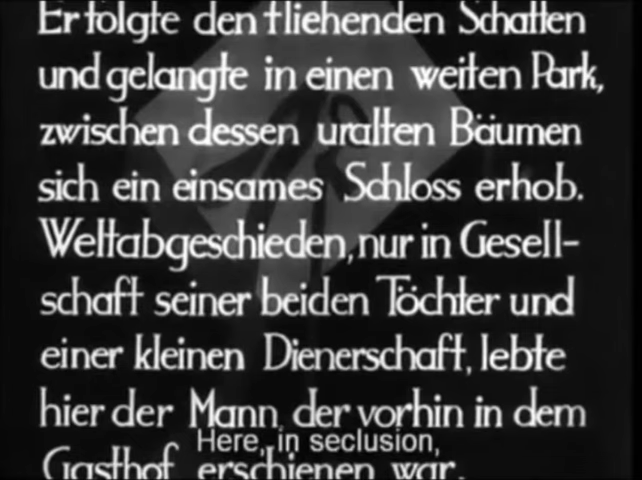 Er folgte den fliehenden Schatten
und gelangte in einen weiten Park,
zwischen dessen uralten Bäumen
sich ein einsames Schloss erhob.
Weltabgeschieden, nur in Gesell-
schaft seiner beiden Töchter und
einer kleinen Dienerschaft, lebte
hier der Mann, der vorhin in dem
Here, in seclusion,
Gasthof erschienen war.